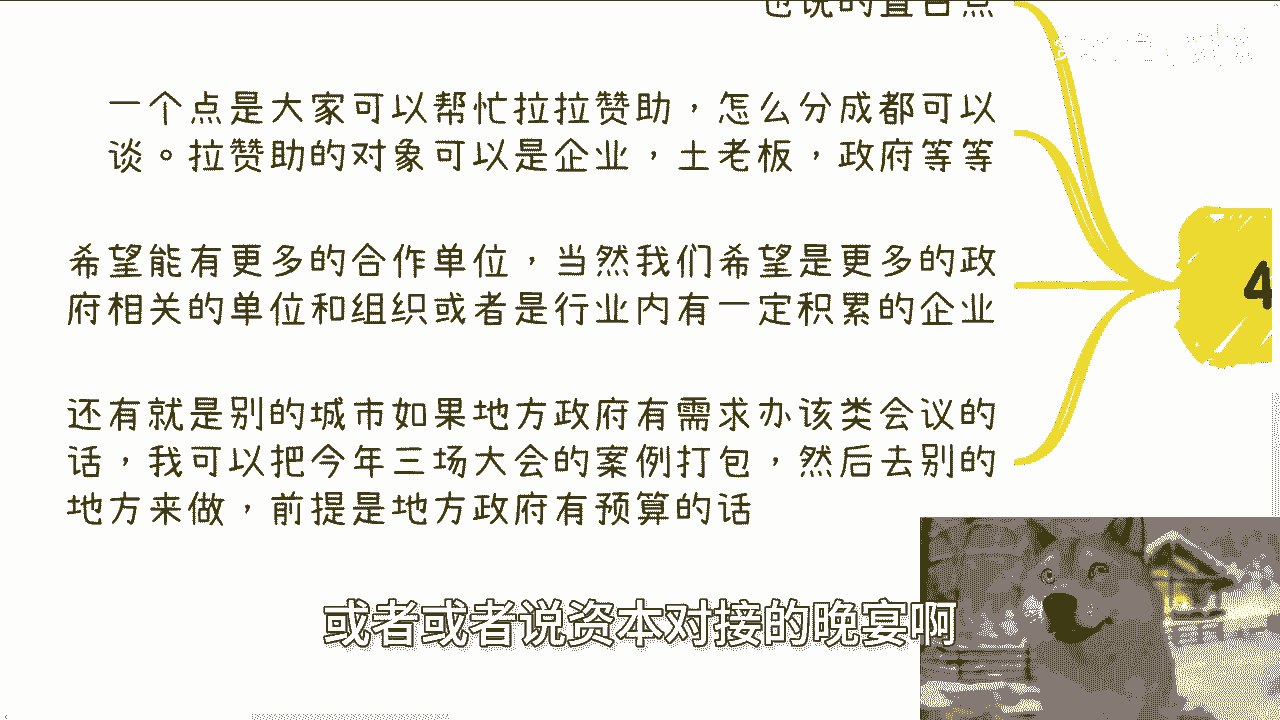 也说的直白点
一个点是大家可以帮忙拉拉赞助，怎么分成都可以
谈。拉赞助的对象可以是企业，土老板，政府等等
希望能有更多的合作单位，当然我们希望是更多的政
府相关的单位和组织或者是行业内有一定积累的企业
还有就是别的城市如果地方政府有需求办该类会议的
话，我可以把今年三场大会的案例打包，然后去别的
地方来做，前提是地方政府有预算的话
4
或者或者说资本对接的晚宴啊